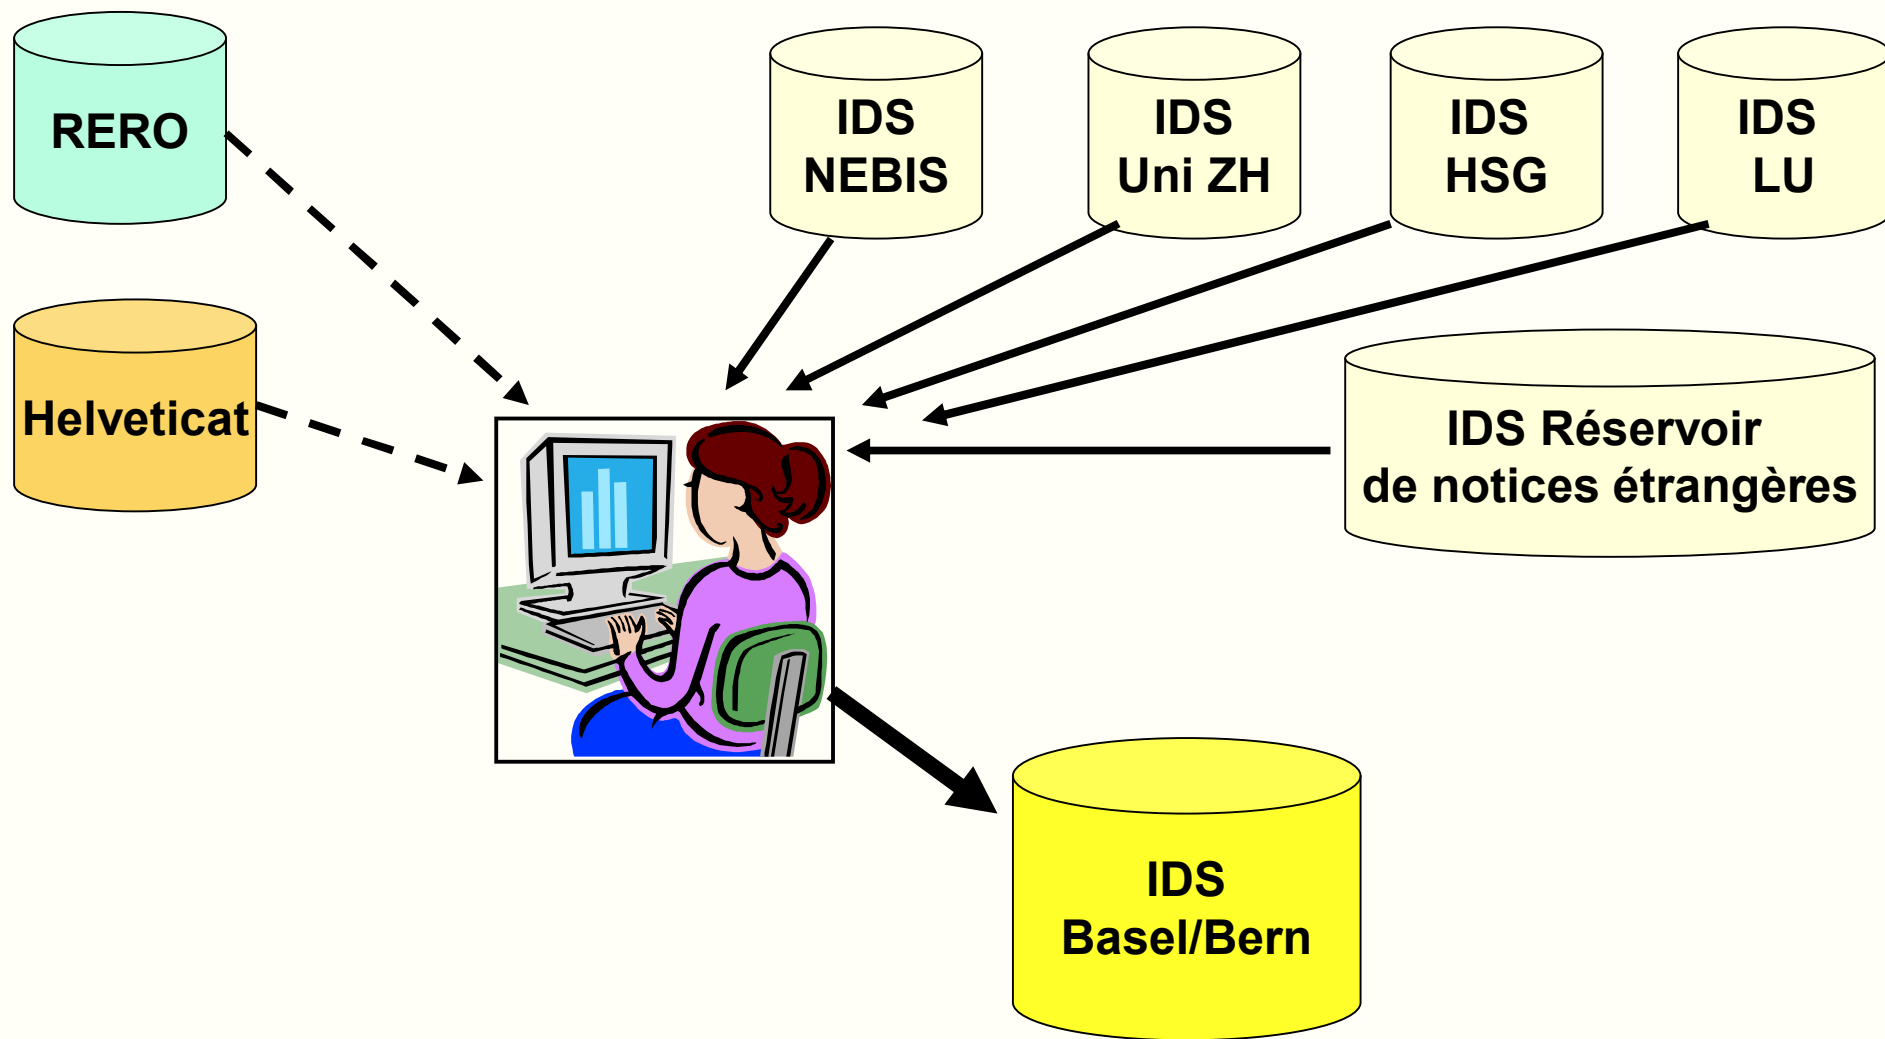 RERO
IDS
NEBIS
IDS
Uni ZH
IDS
HSG
IDS
LU
Helveticat
IDS Réservoir
de notices étrangères
IDS
Basel/Bern